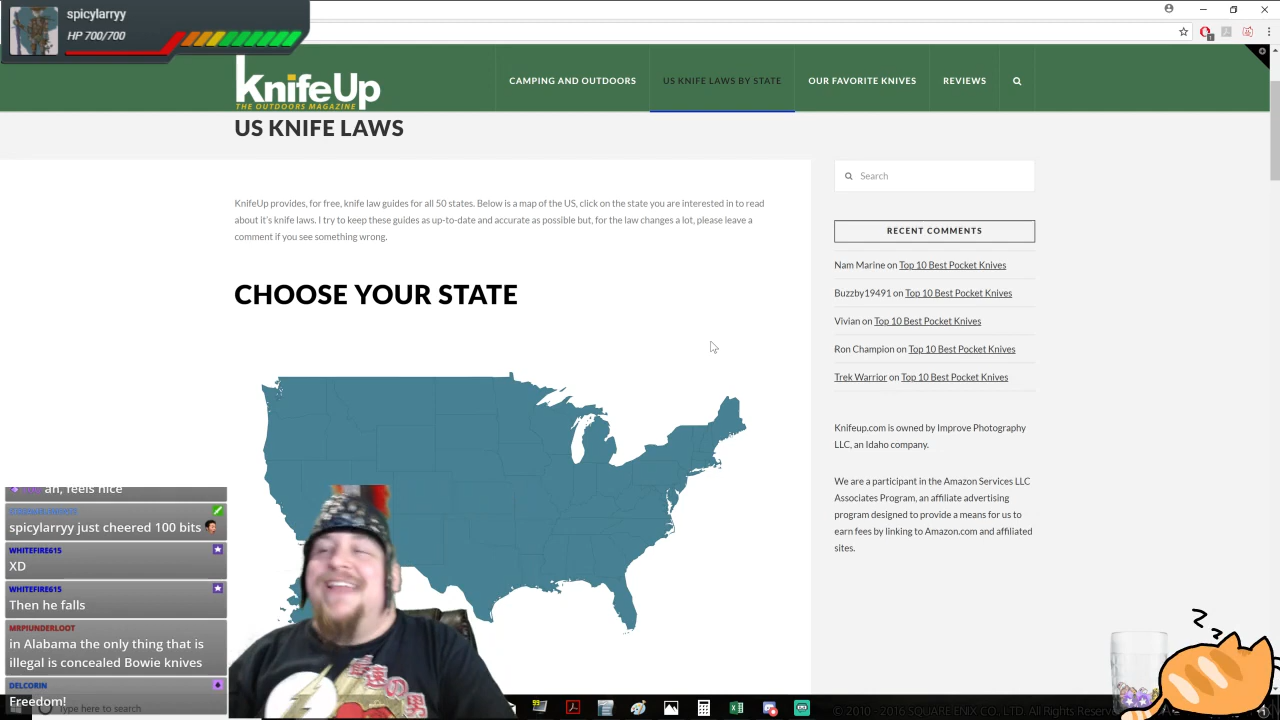 spicylarryy
HP 700/700
KnifeUp
THE OUTDOORS MAGAZINE
CAMPING AND OUTDOORS
US KNIFE LAWS BY STATE
OUR FAVORITE KNIVES
REVIEWS
US KNIFE LAWS
KnifeUp provides, for free, knife law guides for all 50 states. Below is a map of the US, click on the state you are interested in to read
about it's knife laws. I try to keep these guides as up-to-date and accurate as possible but, for the law changes a lot, please leave a
comment if you see something wrong.
CHOOSE YOUR STATE
Search
RECENT COMMENTS
Nam Marine on Top 10 Best Pocket Knives
Buzzby19491 on Top 10 Best Pocket Knives
Vivian on Top 10 Best Pocket Knives
Ron Champion on Top 10 Best Pocket Knives
Trek Warrior on Top 10 Best Pocket Knives
Knifeup.com is owned by Improve Photography
LLC, an Idaho company.
We are a participant in the Amazon Services LLC
Associates Program, an affiliate advertising
program designed to provide a means for us to
earn fees by linking to Amazon.com and affiliated
sites.
ah, feels nice
spicylarryy just cheered 100 bits
WHITEFIRE615
XD
WHITEFIRE615
Then he falls
MRPIUNDERLOOT
in Alabama the only thing that is
illegal is concealed Bowie knives
DELCORIN
Freedom!
Type here to search
© 2010 - 2016 SQUARE ENIX CO., LTD. All Rights Reserve
z
z
z